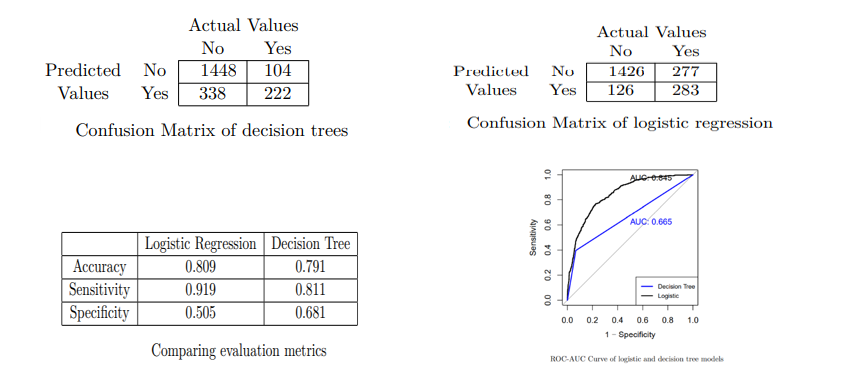 Actual Values
No Yes
Predicted No 1448 104
Values Yes 338 222
Confusion Matrix of decision trees
Actual Values
No Yes
Predicted No 1426 277
Values Yes 126 283
Confusion Matrix of logistic regression
Logistic Regression Decision Tree
Accuracy 0.809 0.791
Sensitivity 0.919 0.811
Specificity 0.505 0.681
Comparing evaluation metrics
Sensitivity
1.0
0.8
0.6
0.4
0.2
0.0
AUC: 0.845
AUC: 0.665
Decision Tree
Logistic
0.0 0.2 0.4 0.6 0.8 1.0
1 − Specificity
ROC-AUC Curve of logistic and decision tree models